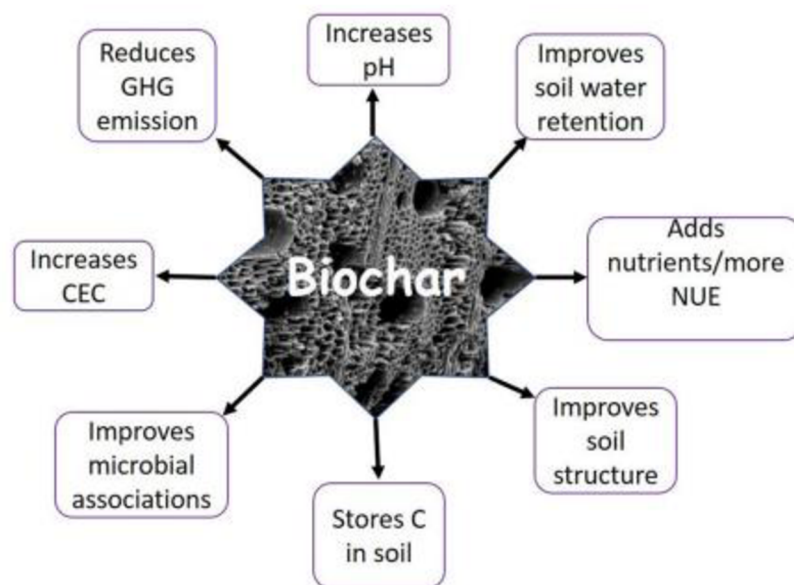 Increases
pH
Improves
soil water
retention
Adds
nutrients/more
NUE
Improves
soil
structure
Stores C
in soil
Improves
microbial
associations
Increases
CEC
Reduces
GHG
emission
Biochar